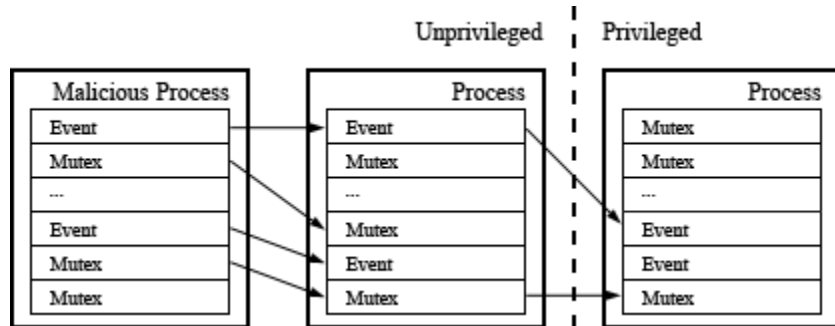 Unprivileged
Privileged
Malicious Process
Event
Mutex
...
Event
Mutex
Mutex
Process
Event
Mutex
...
Mutex
Event
Mutex
Process
Mutex
Mutex
...
Event
Event
Mutex